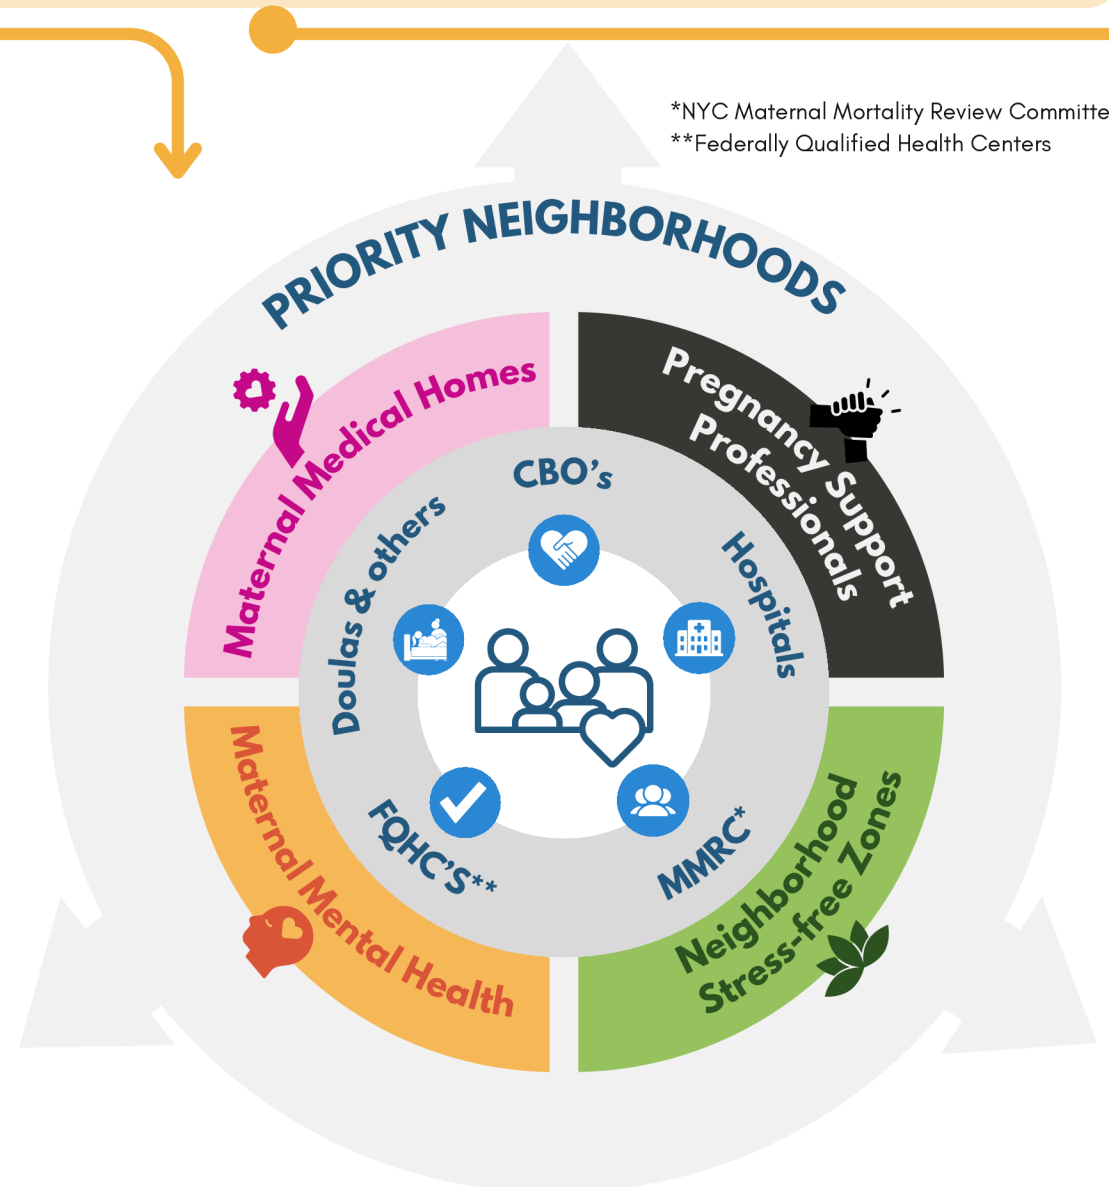 *NYC Maternal Mortality Review Committe
**Federally Qualified Health Centers
PRIORITY NEIGHBORHOODS
Maternal Medical Homes
Pregnancy Support
Professionals
CBO's
Doulas & others
Hospitals
FQHC'S**
MMRC*
Maternal Mental Health
Neighborhood
Stress-free Zones